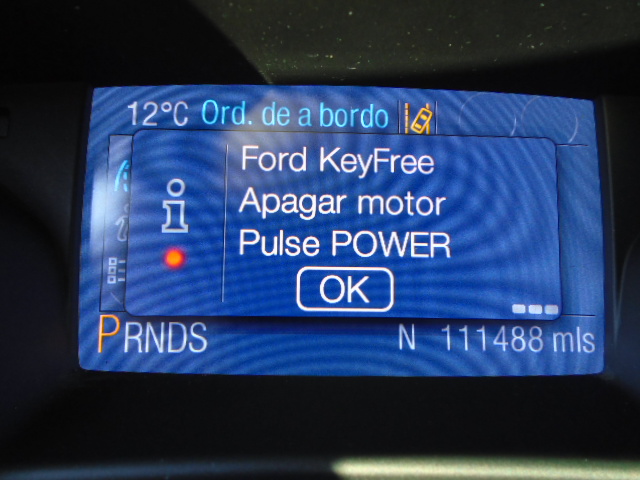 12°C Ord. de a bordo
Ford KeyFree
Apagar motor
Pulse POWER
OK
PRNDS N 111488 mls